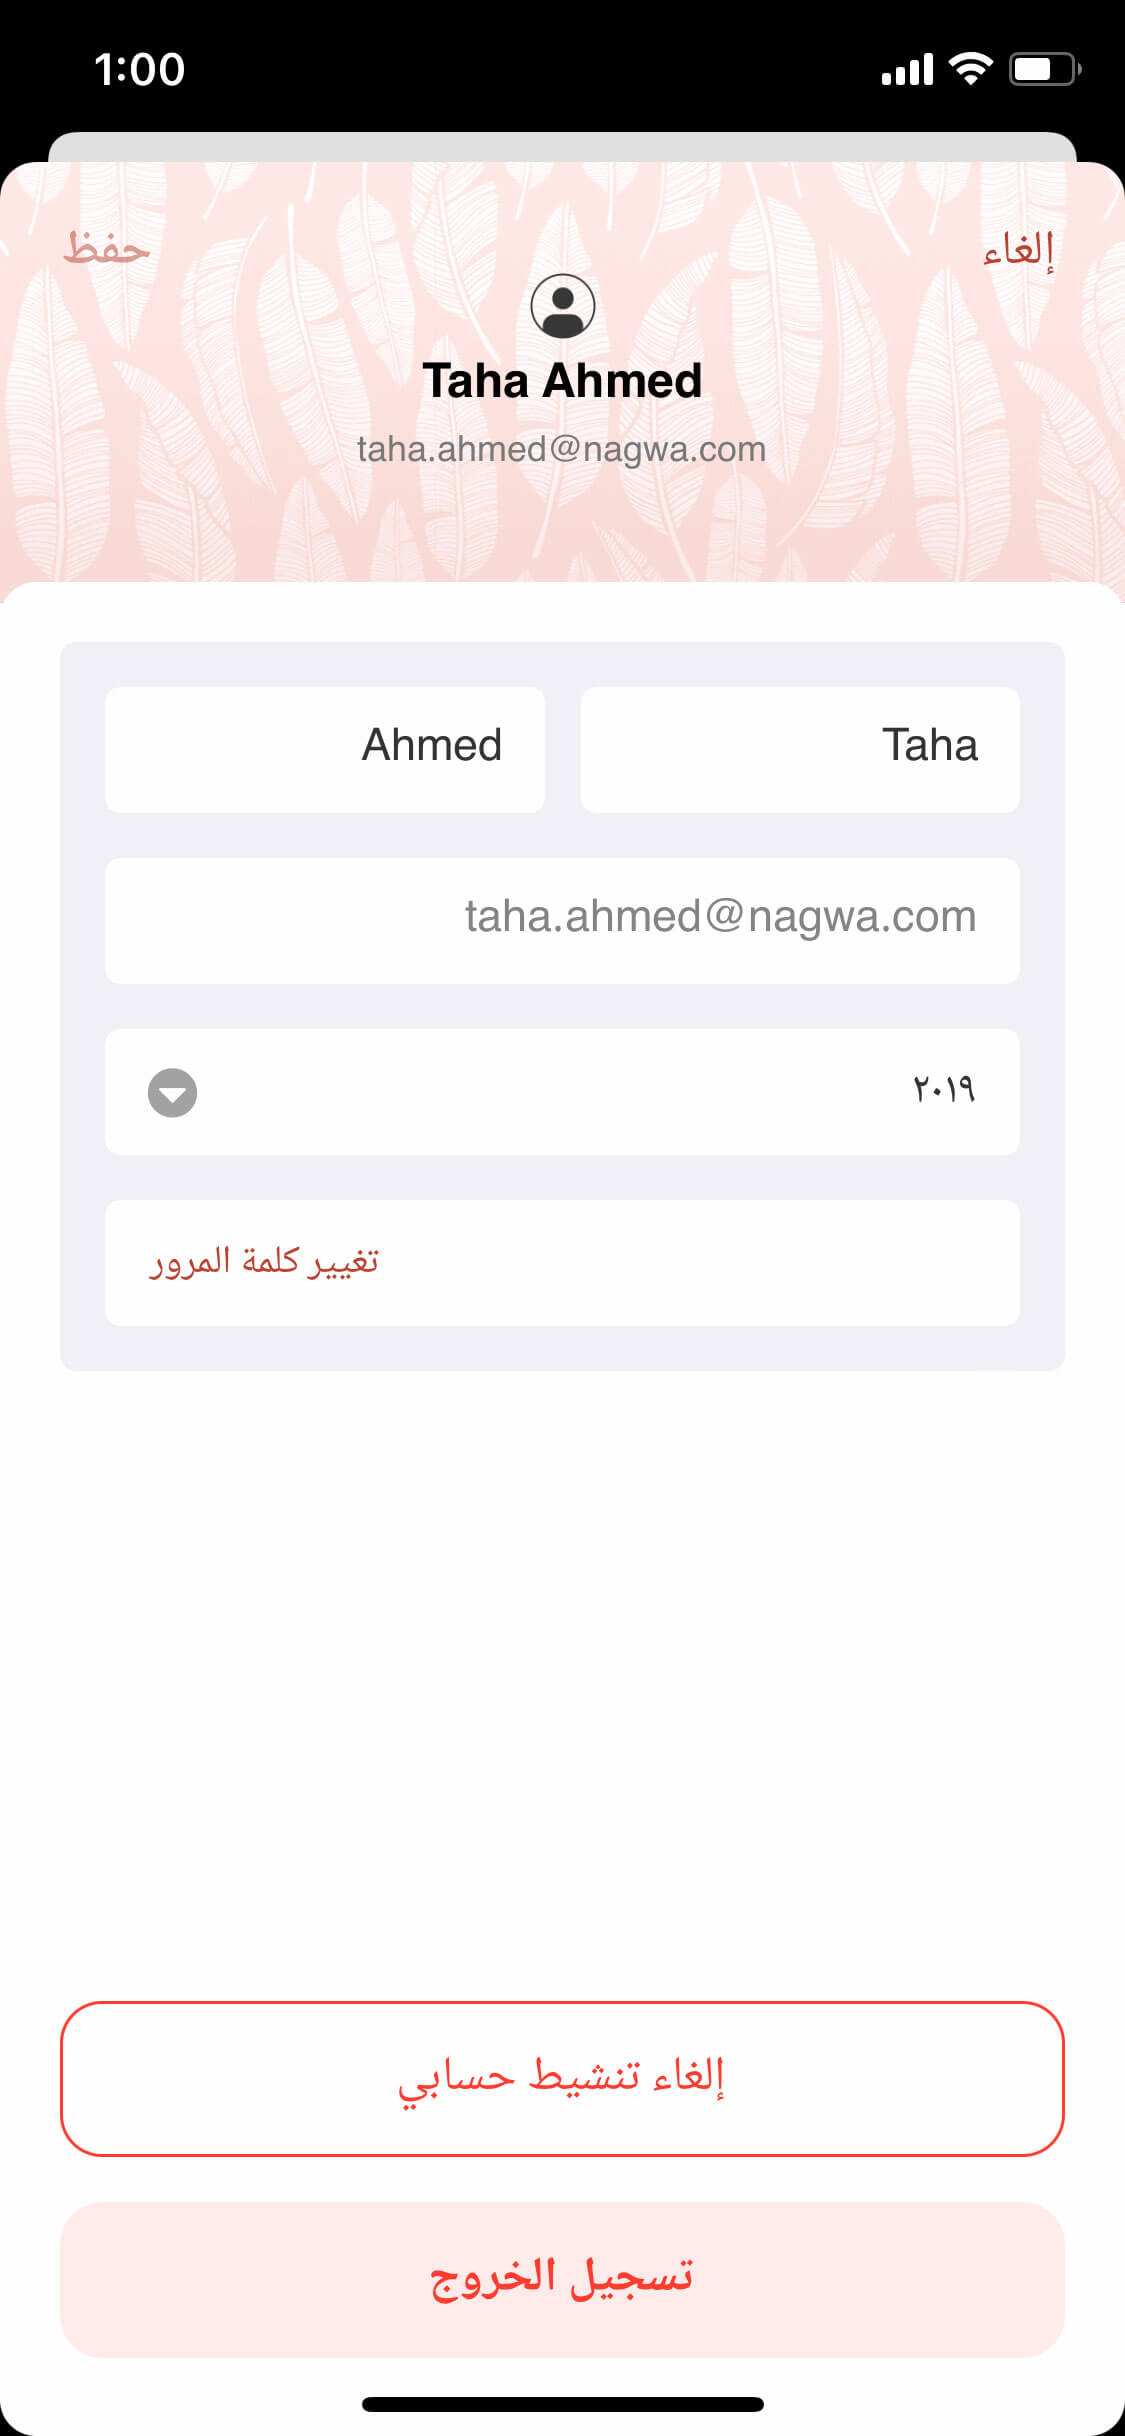 1:00
إلغاء
حفظ
Taha Ahmed
taha.ahmed@nagwa.com
Taha
Ahmed
taha.ahmed@nagwa.com
٢٠١٩
تغيير كلمة المرور
إلغاء تنشيط حسابي
تسجيل الخروج